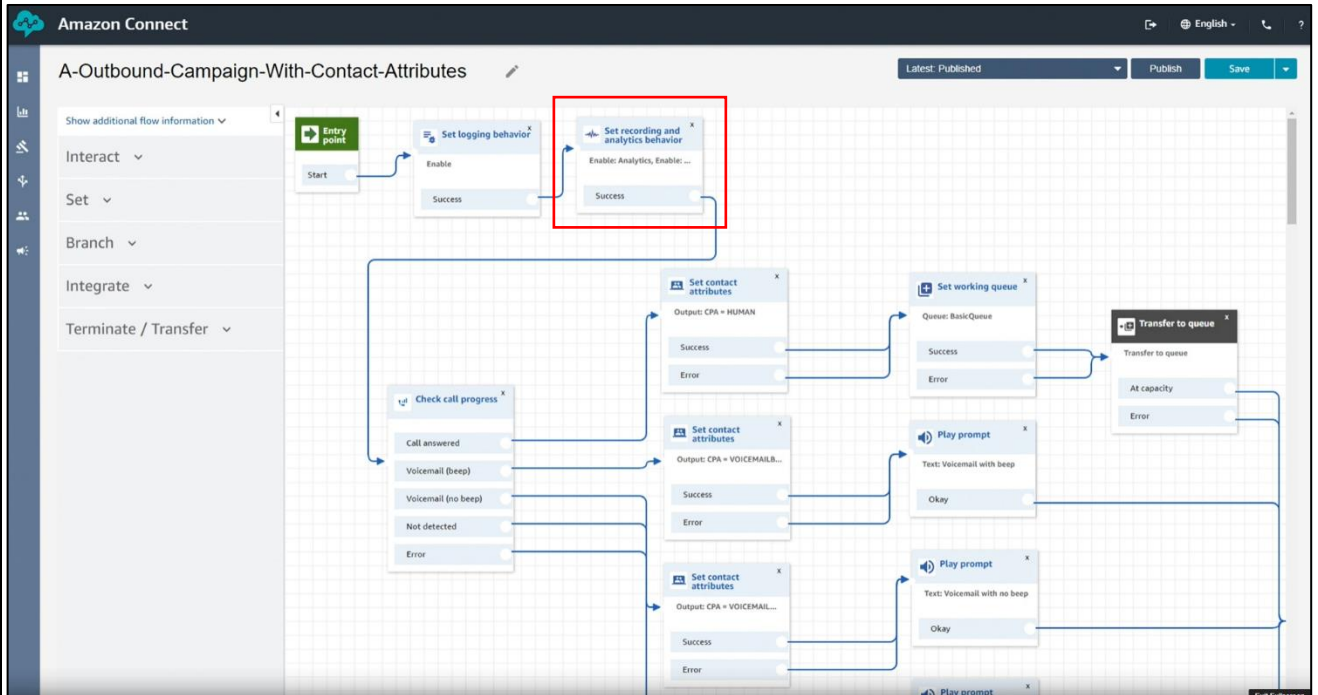 Amazon Connect
English
?
A-Outbound-Campaign-With-Contact-Attributes
Latest: Published
Publish
Save
Show additional flow information
Interact
Set
Branch
Integrate
Terminate / Transfer
Entry
point
Start
Set logging behavior
x
Enable
Success
Set recording and
analytics behavior
x
Enable: Analytics, Enable: ...
Success
Check call progress
x
Call answered
Voicemail (beep)
Voicemail (no beep)
Not detected
Error
Set contact
attributes
x
Output: CPA = HUMAN
Success
Error
Set working queue
x
Queue: BasicQueue
Success
Error
Transfer to queue
x
Transfer to queue
At capacity
Error
Set contact
attributes
x
Output: CPA = VOICEMAILB...
Success
Error
Play prompt
x
Text: Voicemail with beep
Okay
Set contact
attributes
x
Output: CPA = VOICEMAIL...
Success
Error
Play prompt
x
Text: Voicemail with no beep
Okay
Play prompt
x